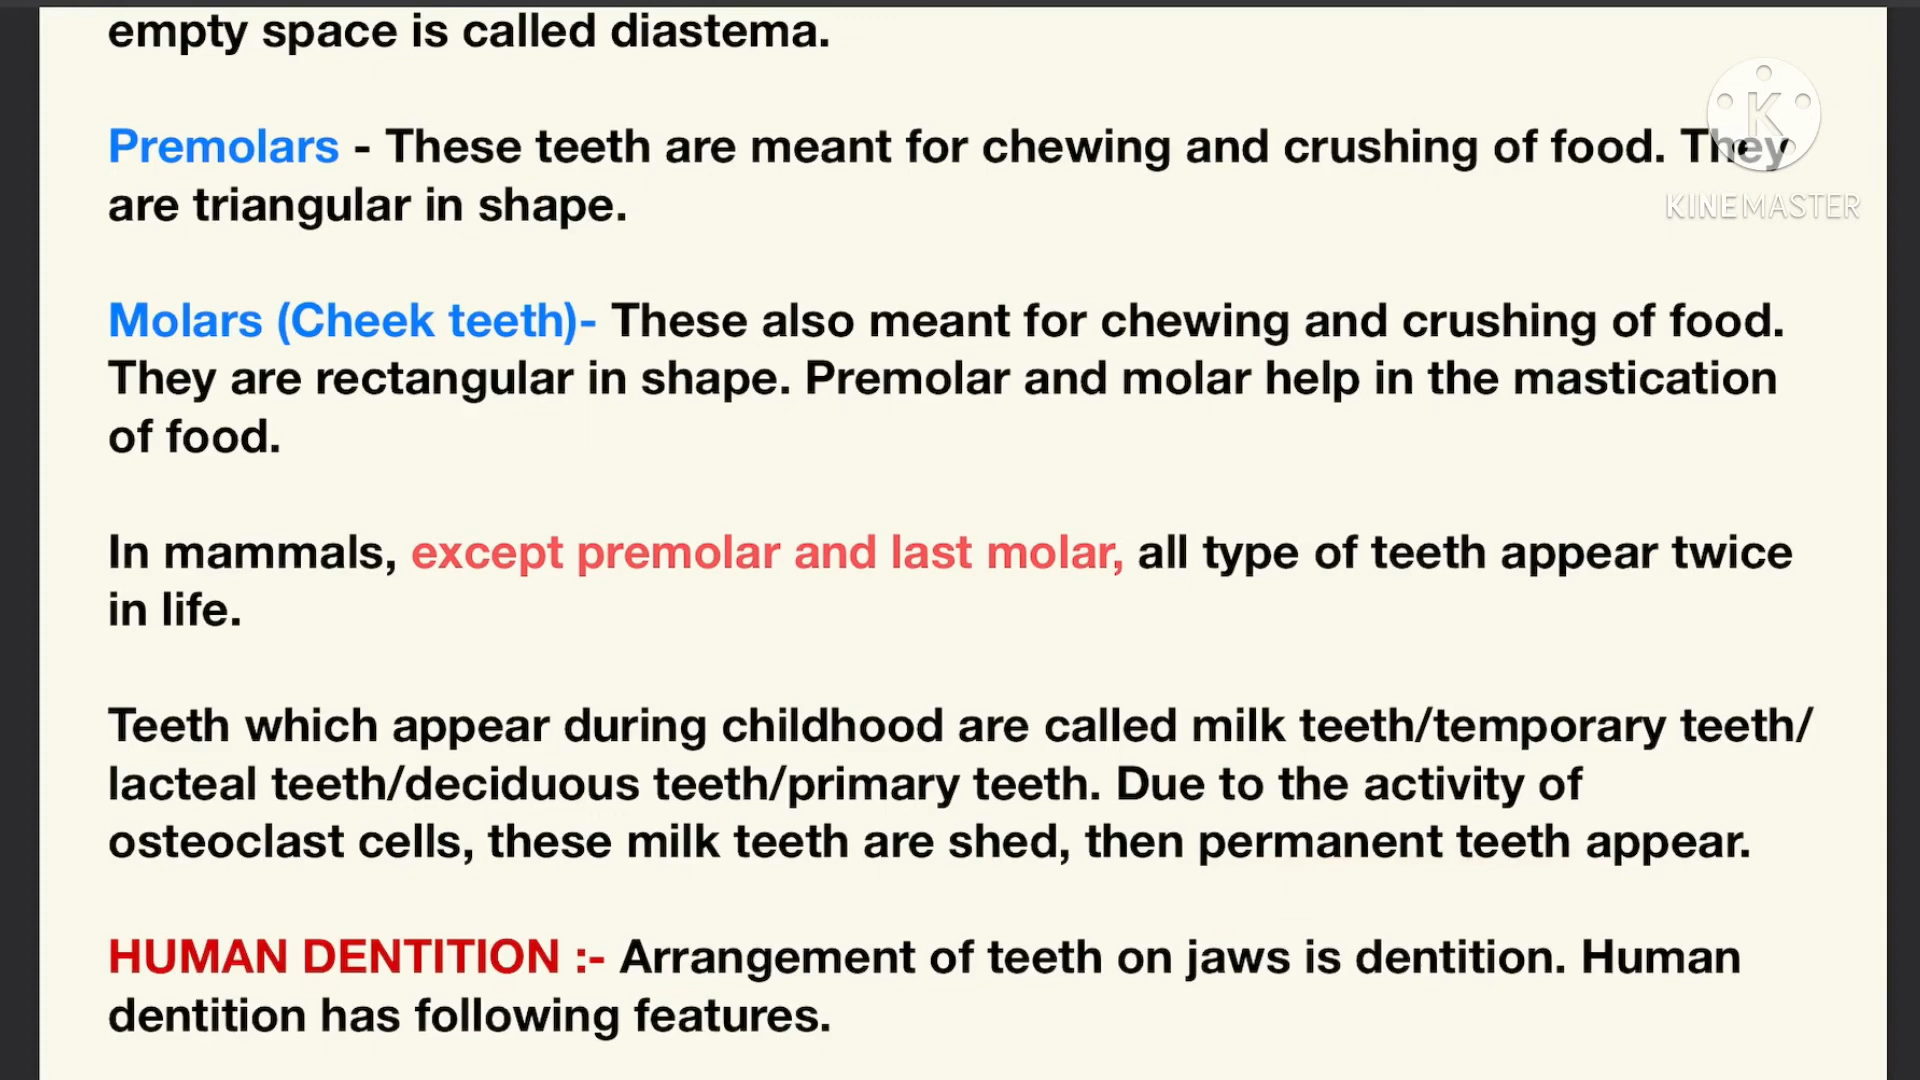 empty space is called diastema.
Premolars - These teeth are meant for chewing and crushing of food. They
are triangular in shape.
K
KINEMASTER
Molars (Cheek teeth)- These also meant for chewing and crushing of food.
They are rectangular in shape. Premolar and molar help in the mastication
of food.
In mammals, except premolar and last molar, all type of teeth appear twice
in life.
Teeth which appear during childhood are called milk teeth/temporary teeth/
lacteal teeth/deciduous teeth/primary teeth. Due to the activity of
osteoclast cells, these milk teeth are shed, then permanent teeth appear.
HUMAN DENTITION :- Arrangement of teeth on jaws is dentition. Human
dentition has following features.